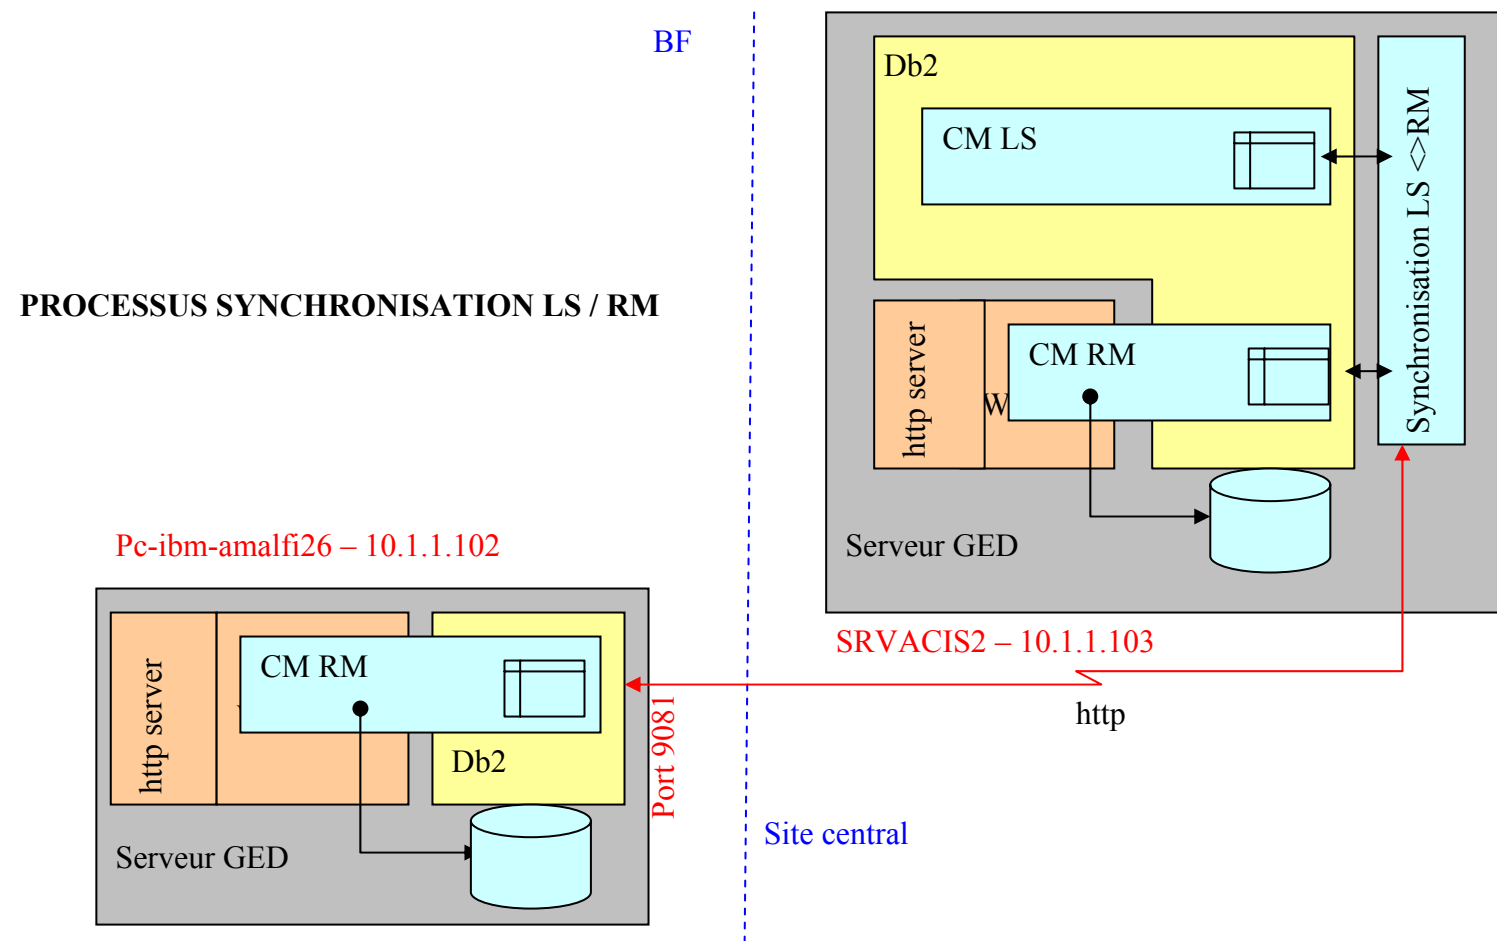 BF
Db2
CM LS
Synchronisation LS <>RM
PROCESSUS SYNCHRONISATION LS / RM
http server
W
CM RM
Serveur GED
Pc-ibm-amalfi26 – 10.1.1.102
SRVACIS2 – 10.1.1.103
http server
CM RM
Db2
Port 9081
http
Serveur GED
Site central